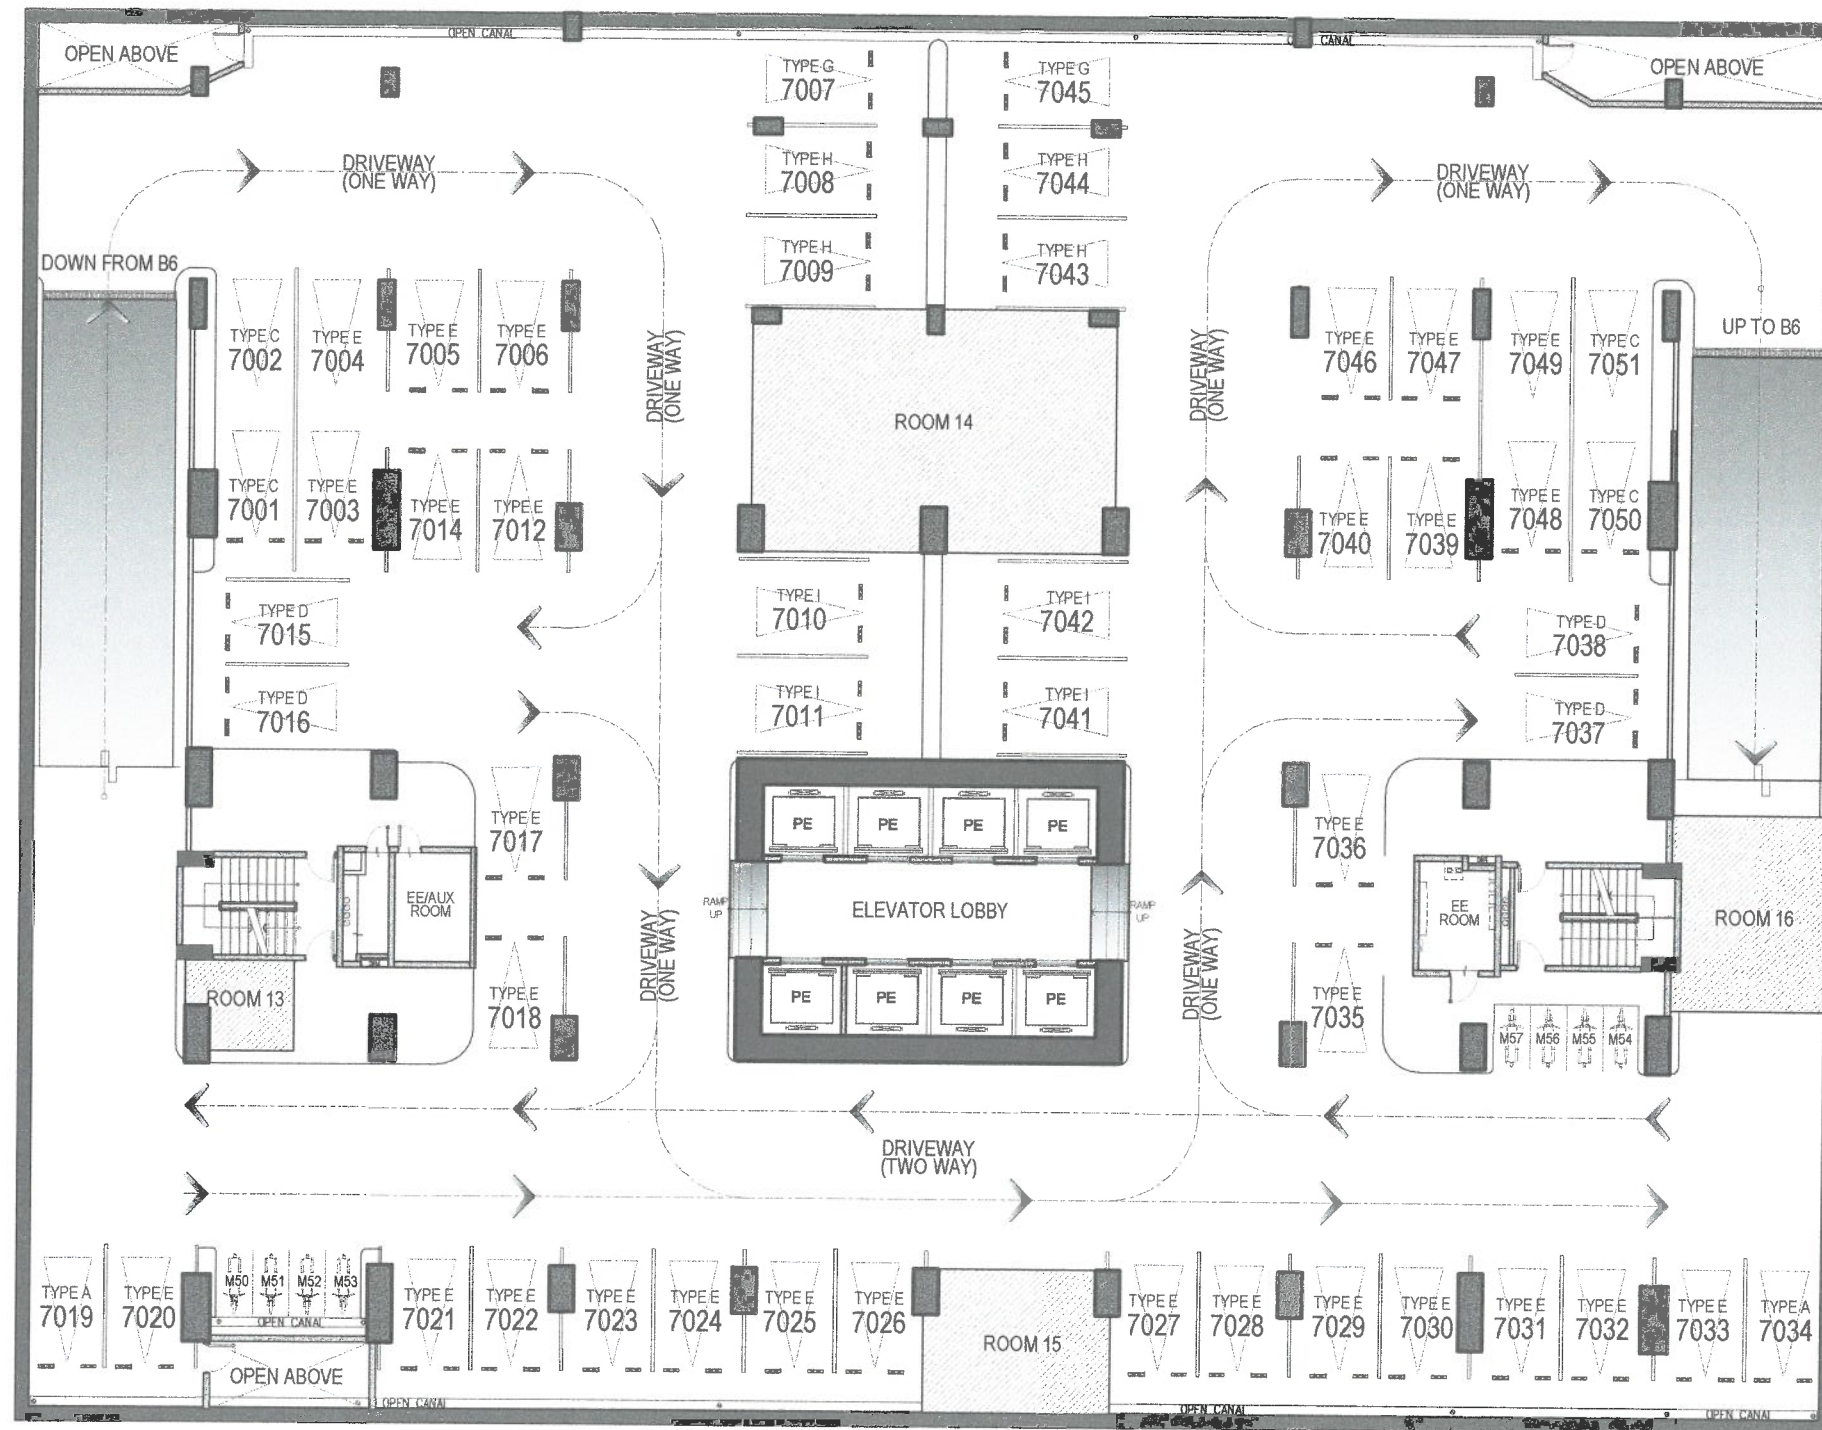 OPEN CANAL
OPEN CANAL
OPEN ABOVE
OPEN ABOVE
TYPE G
7007
TYPE G
7045
DRIVEWAY
(ONE WAY)
TYPE H
7008
TYPE H
7044
DRIVEWAY
(ONE WAY)
TYPE H
7009
TYPE H
7043
DOWN FROM B6
UP TO B6
TYPE C
7002
TYPE E
7004
TYPE E
7005
TYPE E
7006
DRIVEWAY
(ONE WAY)
DRIVEWAY
(ONE WAY)
TYPE E
7046
TYPE E
7047
TYPE E
7049
TYPE C
7051
ROOM 14
TYPE C
7001
TYPE E
7003
TYPE E
7014
TYPE E
7012
TYPE E
7040
TYPE E
7039
TYPE E
7048
TYPE C
7050
TYPE D
7015
TYPE I
7010
TYPE I
7042
TYPE D
7038
TYPE D
7016
TYPE I
7011
TYPE I
7041
TYPE D
7037
TYPE E
7017
PE
PE
PE
PE
TYPE E
7036
EE/AUX
ROOM
RAMP
UP
ELEVATOR LOBBY
RAMP
UP
EE
ROOM
ROOM 16
DRIVEWAY
(ONE WAY)
DRIVEWAY
(ONE WAY)
ROOM 13
TYPE E
7018
PE
PE
PE
PE
TYPE E
7035
M57
M56
M55
M54
DRIVEWAY
(TWO WAY)
TYPE A
7019
TYPE E
7020
M50
M51
M52
M53
OPEN CANAL
TYPE E
7021
TYPE E
7022
TYPE E
7023
TYPE E
7024
TYPE E
7025
TYPE E
7026
ROOM 15
TYPE E
7027
TYPE E
7028
TYPE E
7029
TYPE E
7030
TYPE E
7031
TYPE E
7032
TYPE E
7033
TYPE A
7034
OPEN ABOVE
OPEN CANAL
OPEN CANAL
OPEN CANAL